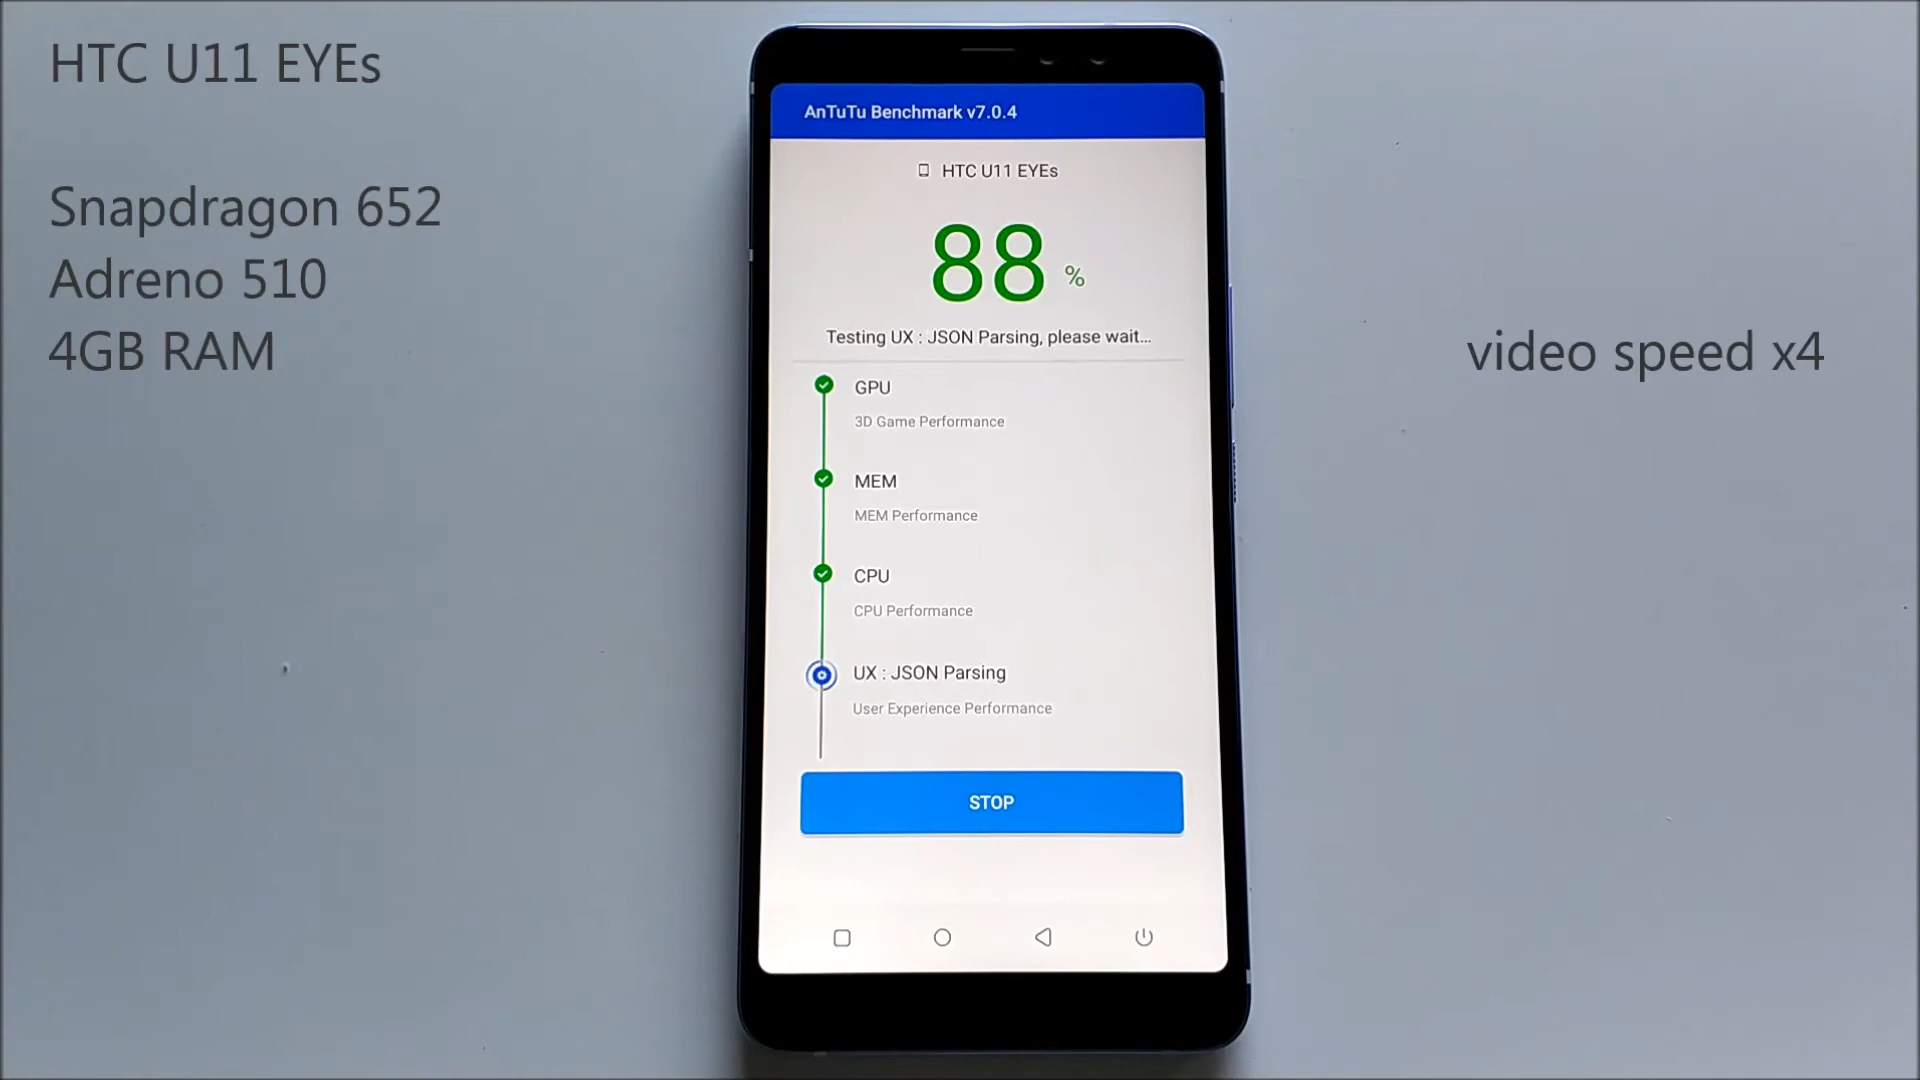 HTC U11 EYEs
Snapdragon 652
Adreno 510
4GB RAM
AnTuTu Benchmark v7.0.4
HTC U11 EYEs
88 %
Testing UX : JSON Parsing, please wait...
GPU
3D Game Performance
MEM
MEM Performance
CPU
CPU Performance
UX : JSON Parsing
User Experience Performance
STOP
video speed x4